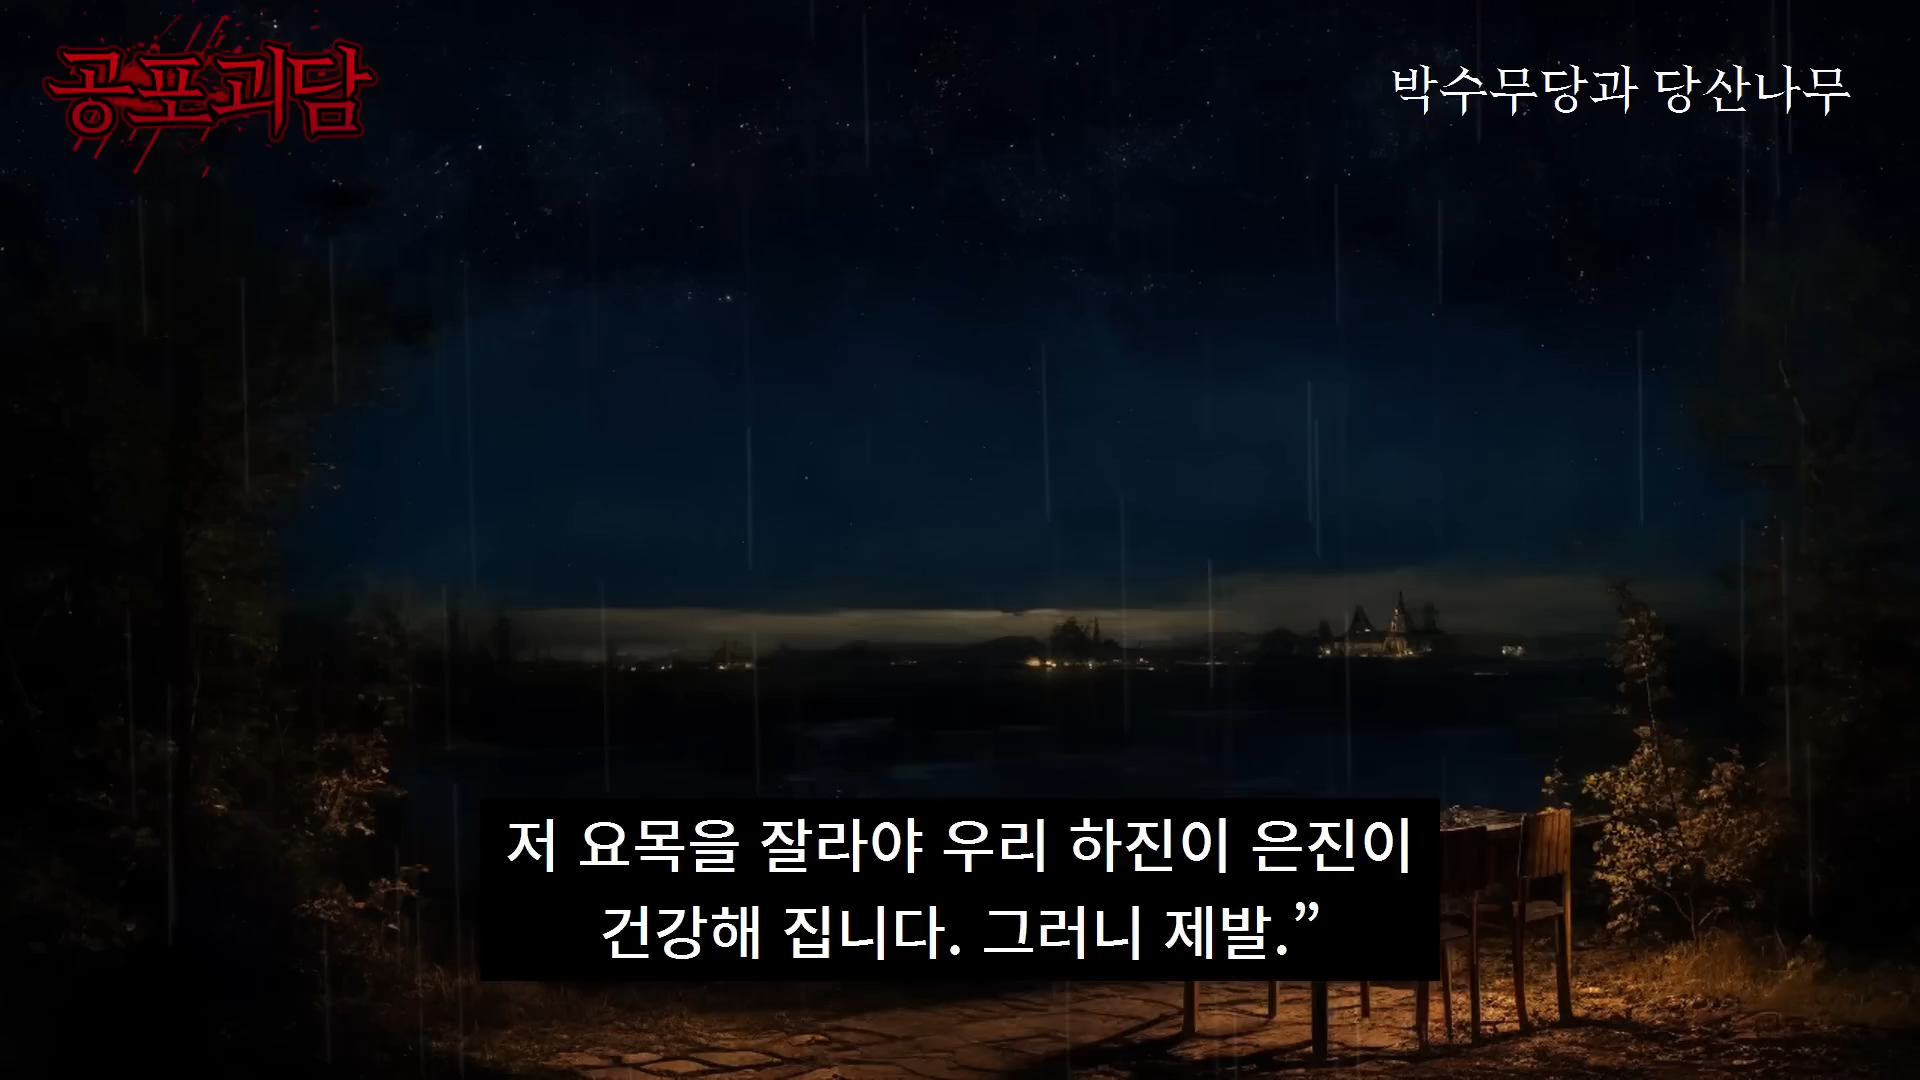 공포괴담
박수무당과 당산나무
저 요목을 잘라야 우리 하진이 은진이
건강해 집니다. 그러니 제발.”